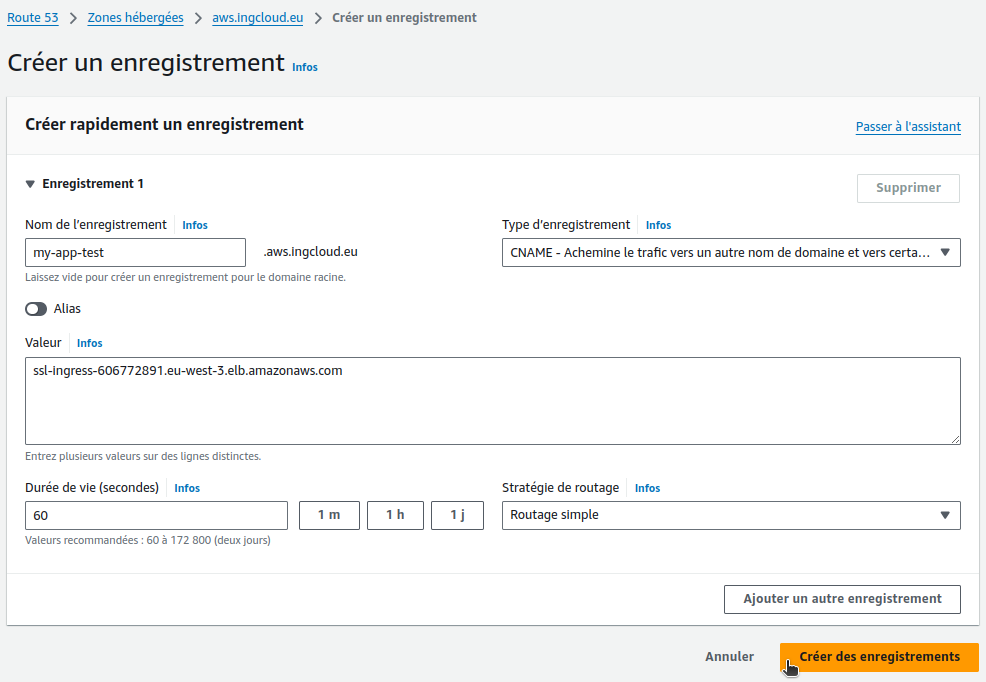 Route 53 > Zones hébergées > aws.ingcloud.eu > Créer un enregistrement
Créer un enregistrement Infos
Créer rapidement un enregistrement
Passer à l'assistant
Enregistrement 1
Supprimer
Nom de l'enregistrement Infos
my-app-test .aws.ingcloud.eu
Laissez vide pour créer un enregistrement pour le domaine racine.
Type d'enregistrement Infos
CNAME - Achemine le trafic vers un autre nom de domaine et vers certa...
Alias
Valeur Infos
ssl-ingress-606772891.eu-west-3.elb.amazonaws.com
Entrez plusieurs valeurs sur des lignes distinctes.
Durée de vie (secondes) Infos
60 1 m 1 h 1 j
Valeurs recommandées : 60 à 172 800 (deux jours)
Stratégie de routage Infos
Routage simple
Ajouter un autre enregistrement
Annuler Créer des enregistrements